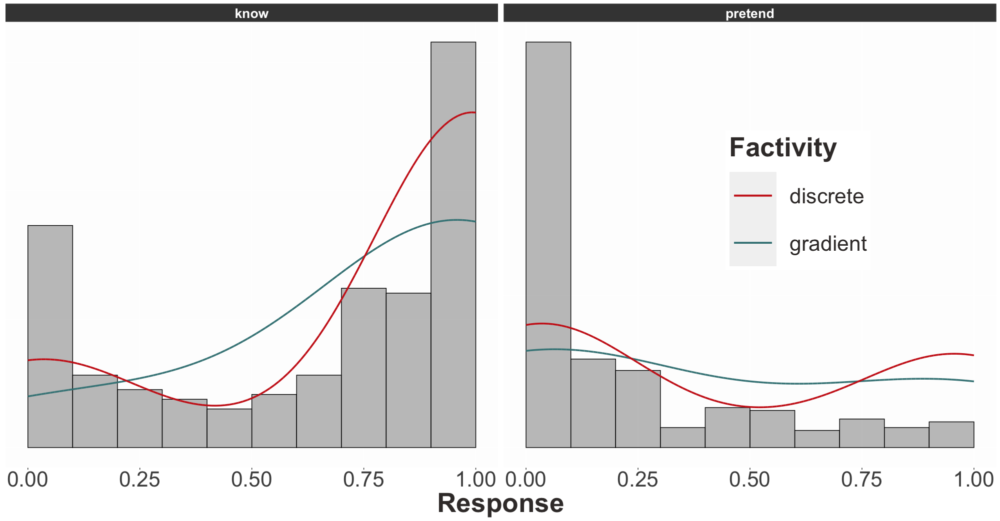 know pretend
Factivity
discrete
gradient
0.00 0.25 0.50 0.75 1.00 0.00 0.25 0.50 0.75 1.00
Response